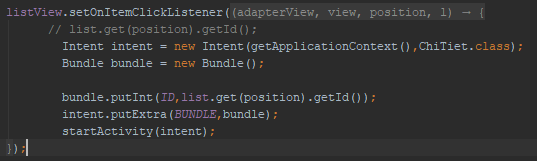 listView.setOnItemClickListener((adapterView, view, position, l) → {
// list.get(position).getId();
Intent intent = new Intent(getApplicationContext(),ChiTiet.class);
Bundle bundle = new Bundle();
bundle.putInt(ID,list.get(position).getId());
intent.putExtra(BUNDLE,bundle);
startActivity(intent);
});